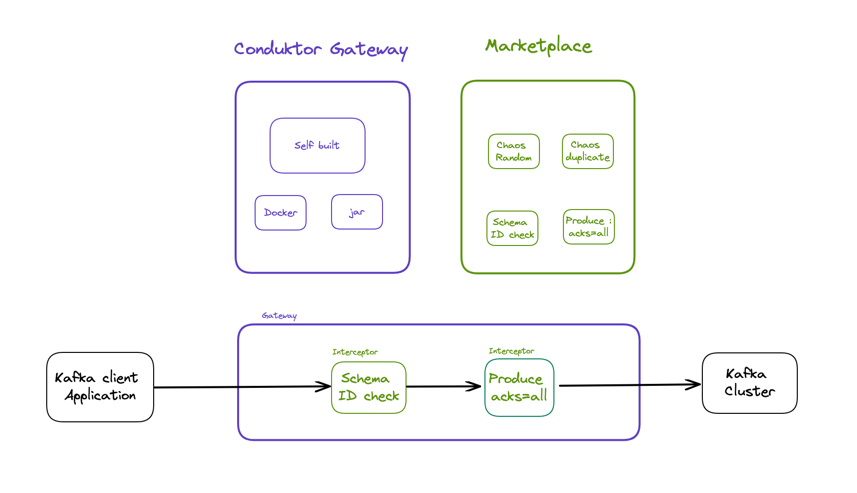 Conduktor Gateway
Marketplace
Self built
Docker
jar
Chaos
Random
Chaos
duplicate
Schema
ID check
Produce :
acks=all
Gateway
Kafka client
Application
Interceptor
Schema
ID check
Interceptor
Produce
acks=all
Kafka
Cluster